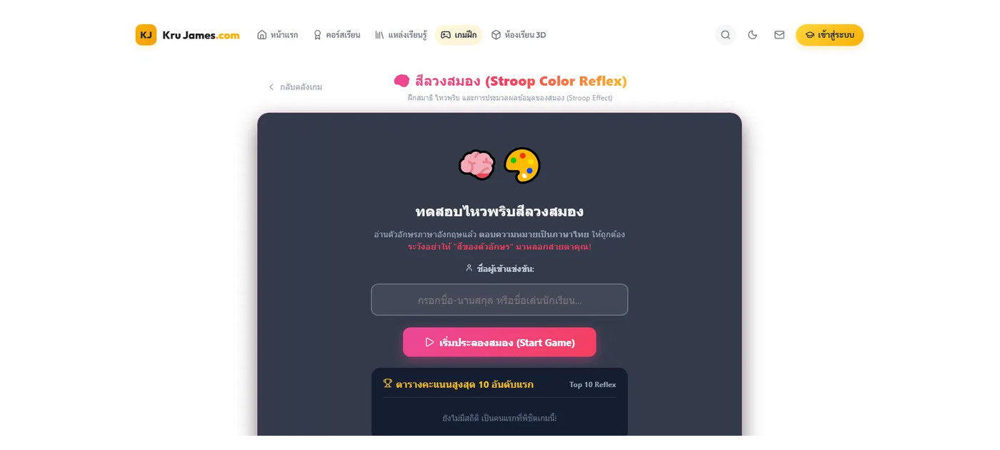 KJ Kru James.com หน้าแรก คอร์สเรียน แหล่งเรียนรู้ เกมฝึก ห้องเรียน 3D เข้าสู่ระบบ
กลับคลังเกม
สีลวงสมอง (Stroop Color Reflex)
ฝึกสมาธิ ไหวพริบ และการประมวลผลข้อมูลของสมอง (Stroop Effect)
ทดสอบไหวพริบสีลวงสมอง
อ่านตัวอักษรภาษาอังกฤษแล้ว ตอบความหมายเป็นภาษาไทย ให้ถูกต้อง
ระวังอย่าให้ "สีของตัวอักษร" มาหลอกสายตาคุณ!
ชื่อผู้เข้าแข่งขัน:
กรอกชื่อ-นามสกุล หรือชื่อเล่นนักเรียน...
เริ่มประลองสมอง (Start Game)
ตารางคะแนนสูงสุด 10 อันดับแรก Top 10 Reflex
ยังไม่มีสถิติ เป็นคนแรกที่พิชิตเกมนี้!